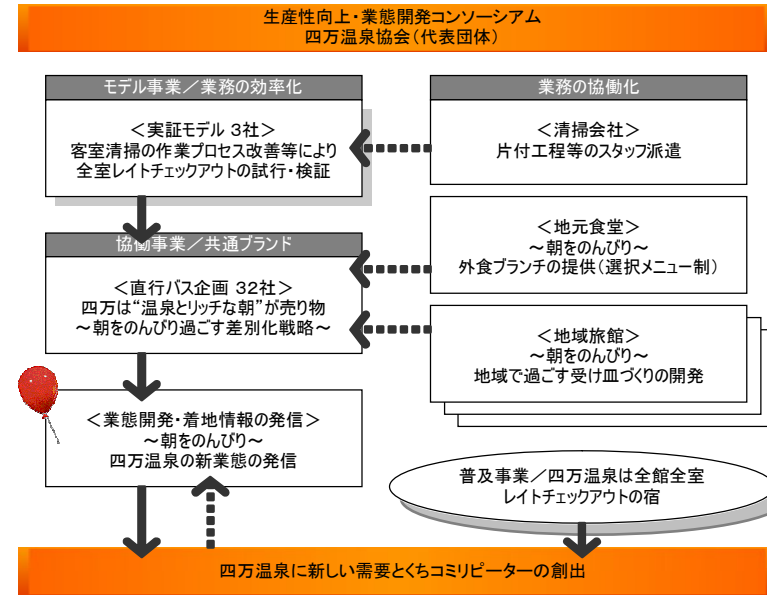 生産性向上・業態開発コンソーシアム
四万温泉協会(代表団体)
モデル事業／業務の効率化
＜実証モデル 3社＞
客室清掃の作業プロセス改善等により
全室レイトチェックアウトの試行・検証
業務の協働化
＜清掃会社＞
片付工程等のスタッフ派遣
協働事業／共通ブランド
＜直行バス企画 32社＞
四万は“温泉とリッチな朝”が売り物
～朝をのんびり過ごす差別化戦略～
＜地元食堂＞
～朝をのんびり～
外食ブランチの提供(選択メニュー制)
＜地域旅館＞
～朝をのんびり～
地域で過ごす受け皿づくりの開発
＜業態開発・着地情報の発信＞
～朝をのんびり～
四万温泉の新業態の発信
普及事業／四万温泉は全館全室
レイトチェックアウトの宿
四万温泉に新しい需要とくちコミリピーターの創出